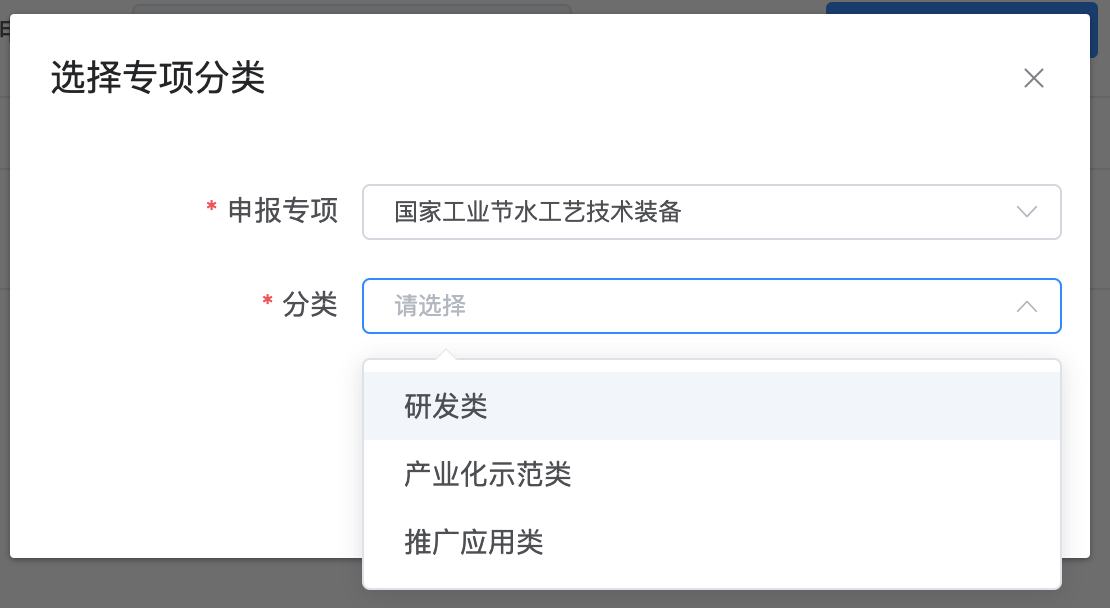 选择专项分类
* 申报专项 国家工业节水工艺技术装备
* 分类 请选择
研发类
产业化示范类
推广应用类